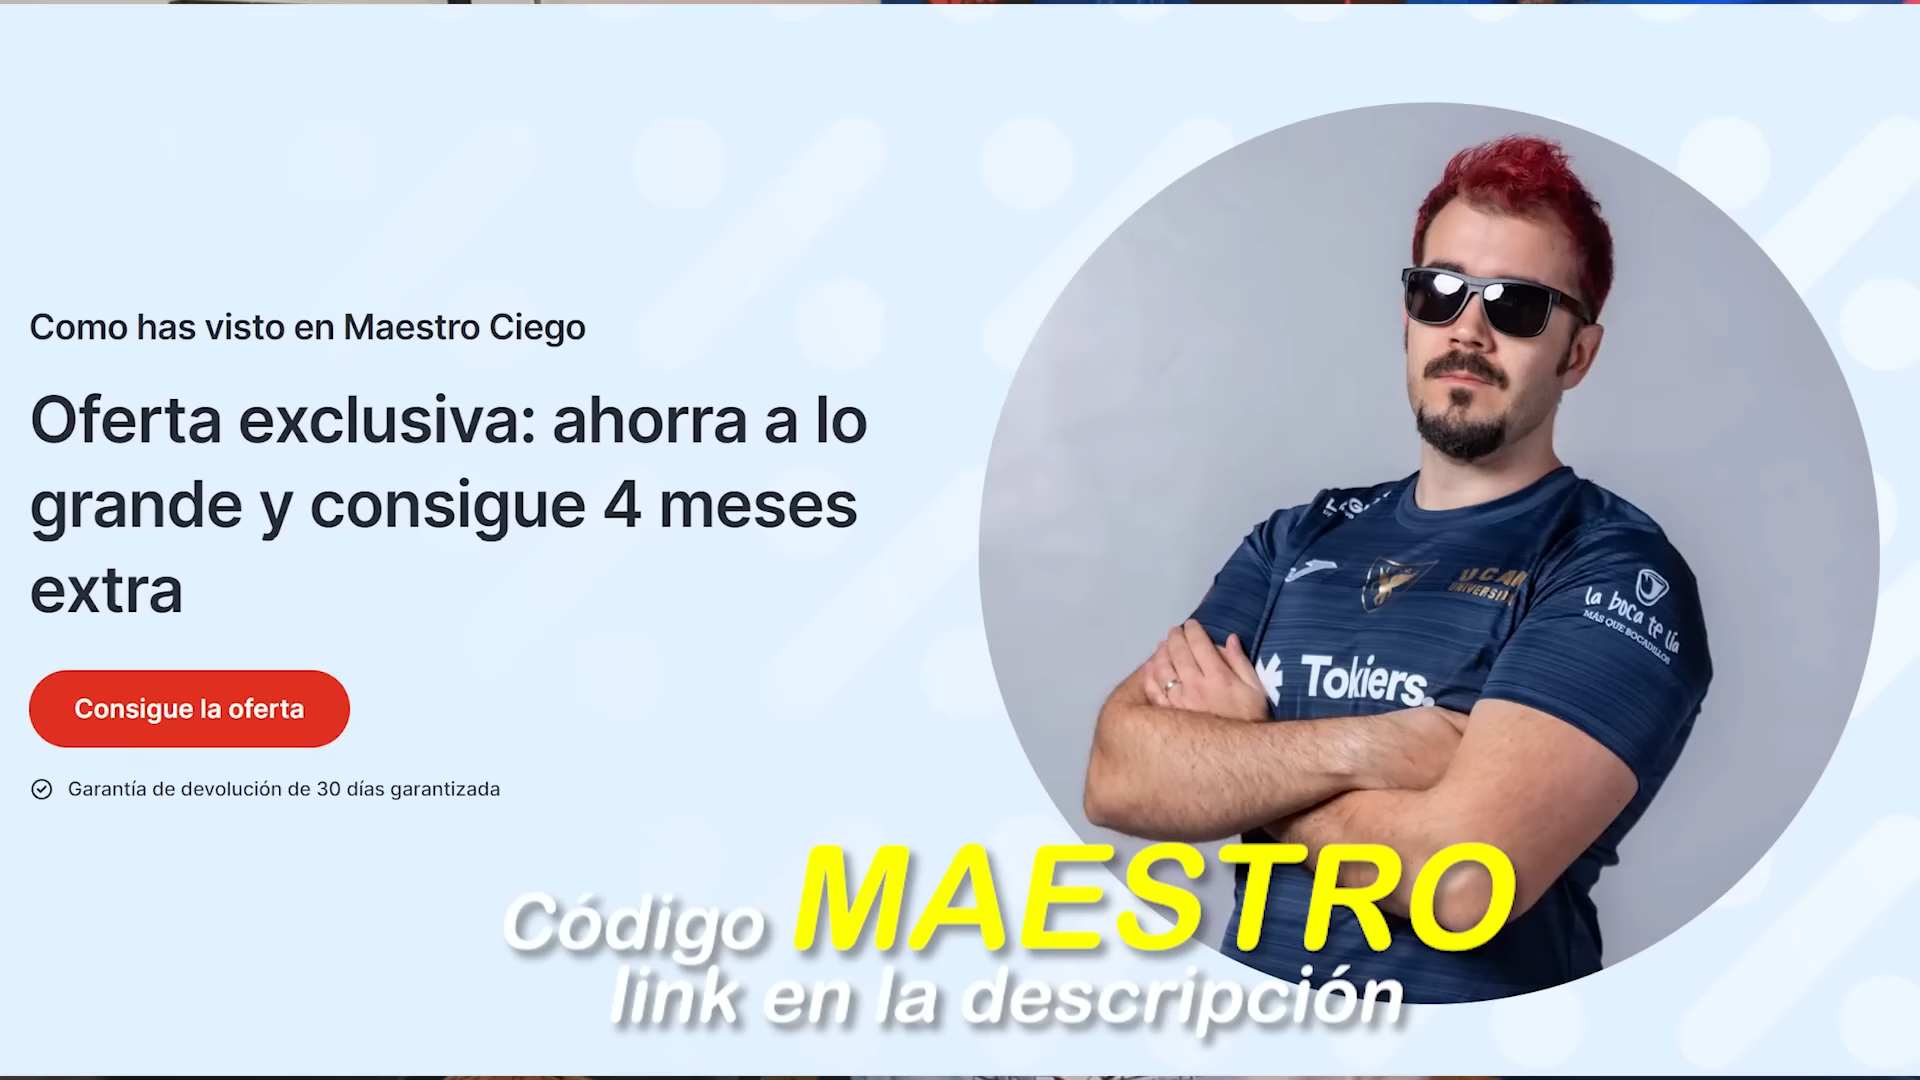 Como has visto en Maestro Ciego
Oferta exclusiva: ahorra a lo
grande y consigue 4 meses
extra
Consigue la oferta
Garantía de devolución de 30 días garantizada
UCAM
la boca te lía
MÁS QUE BOCADILLOS
Tokiers.
Código MAESTRO
link en la descripción